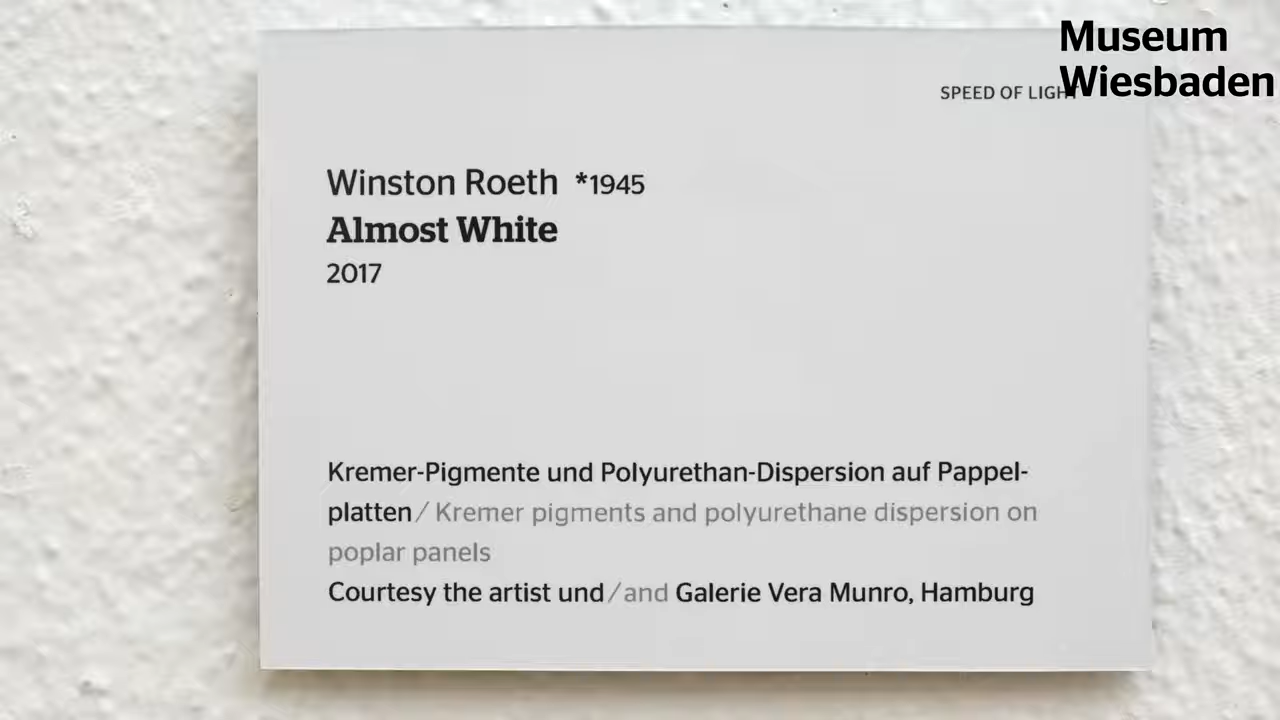 Museum
Wiesbaden
SPEED OF LIGHT
Winston Roeth *1945
Almost White
2017
Kremer-Pigmente und Polyurethan-Dispersion auf Pappel-
platten / Kremer pigments and polyurethane dispersion on
poplar panels
Courtesy the artist und / and Galerie Vera Munro, Hamburg